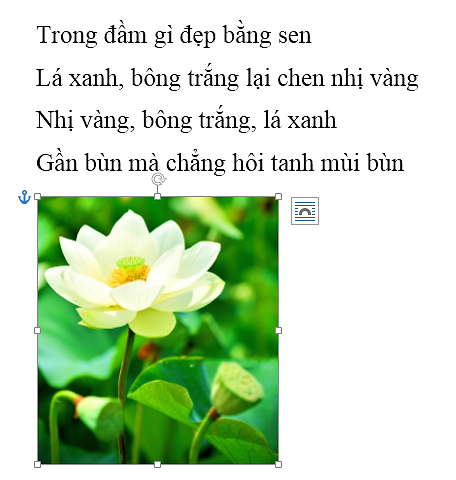 Trong đầm gì đẹp bằng sen
Lá xanh, bông trắng lại chen nhị vàng
Nhị vàng, bông trắng, lá xanh
Gần bùn mà chẳng hôi tanh mùi bùn